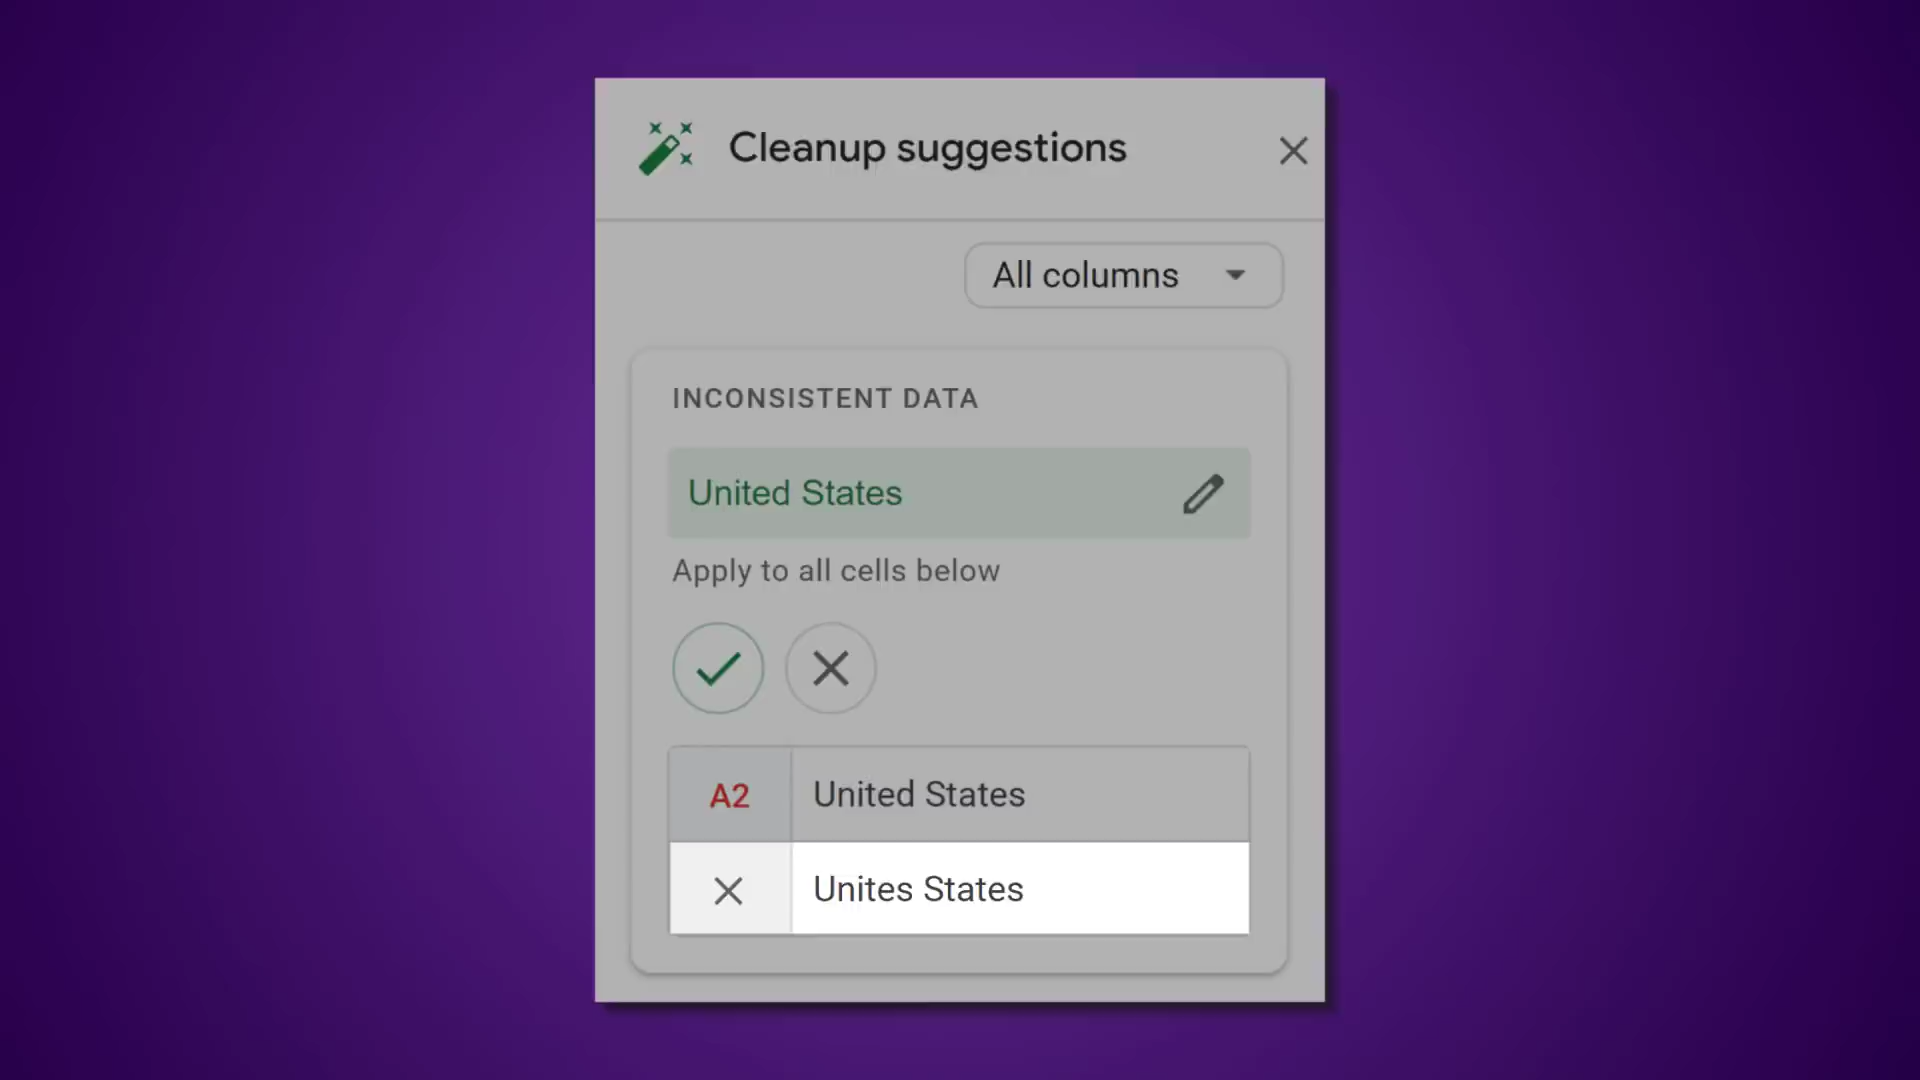 Cleanup suggestions
All columns
INCONSISTENT DATA
United States
Apply to all cells below
A2 United States
Unites States